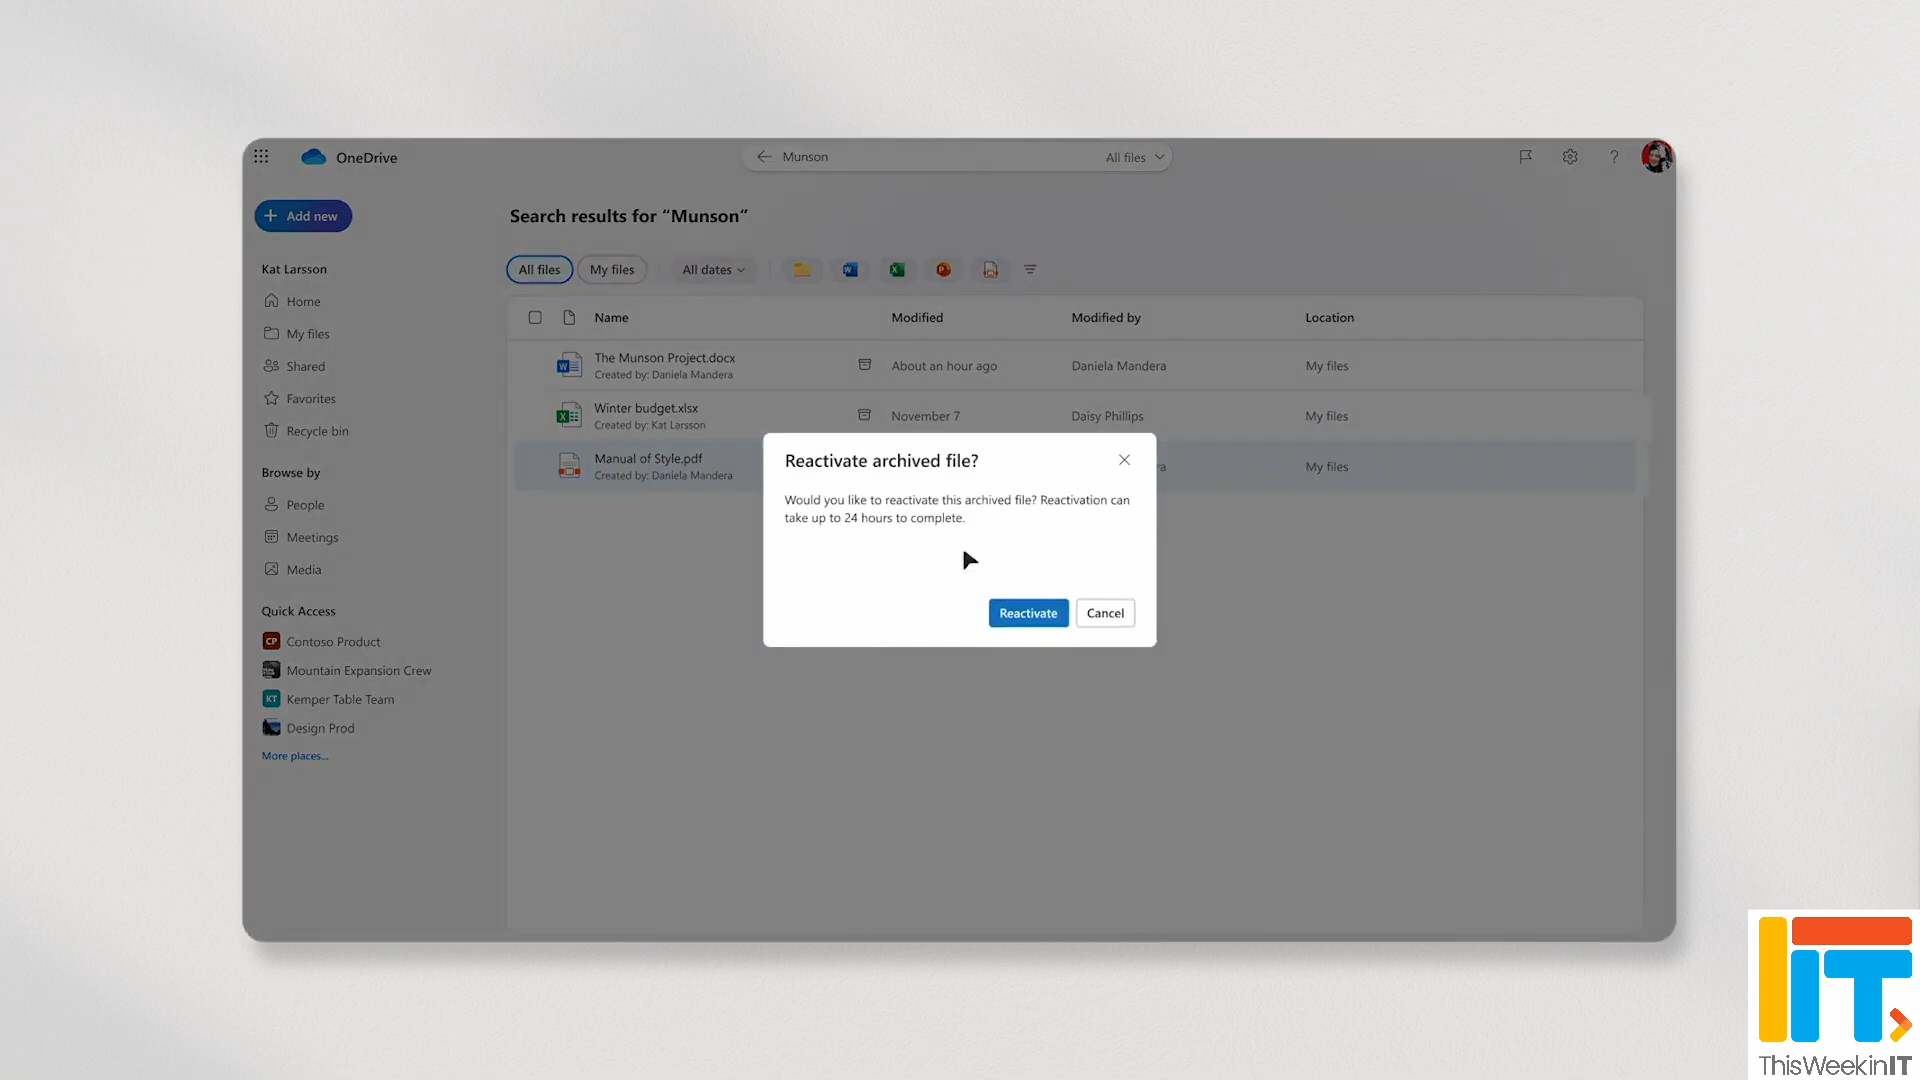 OneDrive
Munson
All files
?
Add new
Search results for “Munson”
Kat Larsson
All files
My files
All dates
Home
My files
Shared
Favorites
Recycle bin
Name
Modified
Modified by
Location
The Munson Project.docx
Created by: Daniela Mandera
About an hour ago
Daniela Mandera
My files
Winter budget.xlsx
Created by: Kat Larsson
November 7
Daisy Phillips
My files
Manual of Style.pdf
Created by: Daniela Mandera
My files
Reactivate archived file?
Would you like to reactivate this archived file? Reactivation can
take up to 24 hours to complete.
Reactivate
Cancel
Browse by
People
Meetings
Media
Quick Access
CP Contoso Product
Mountain Expansion Crew
KT Kemper Table Team
Design Prod
More places...
IT
ThisWeekinIT